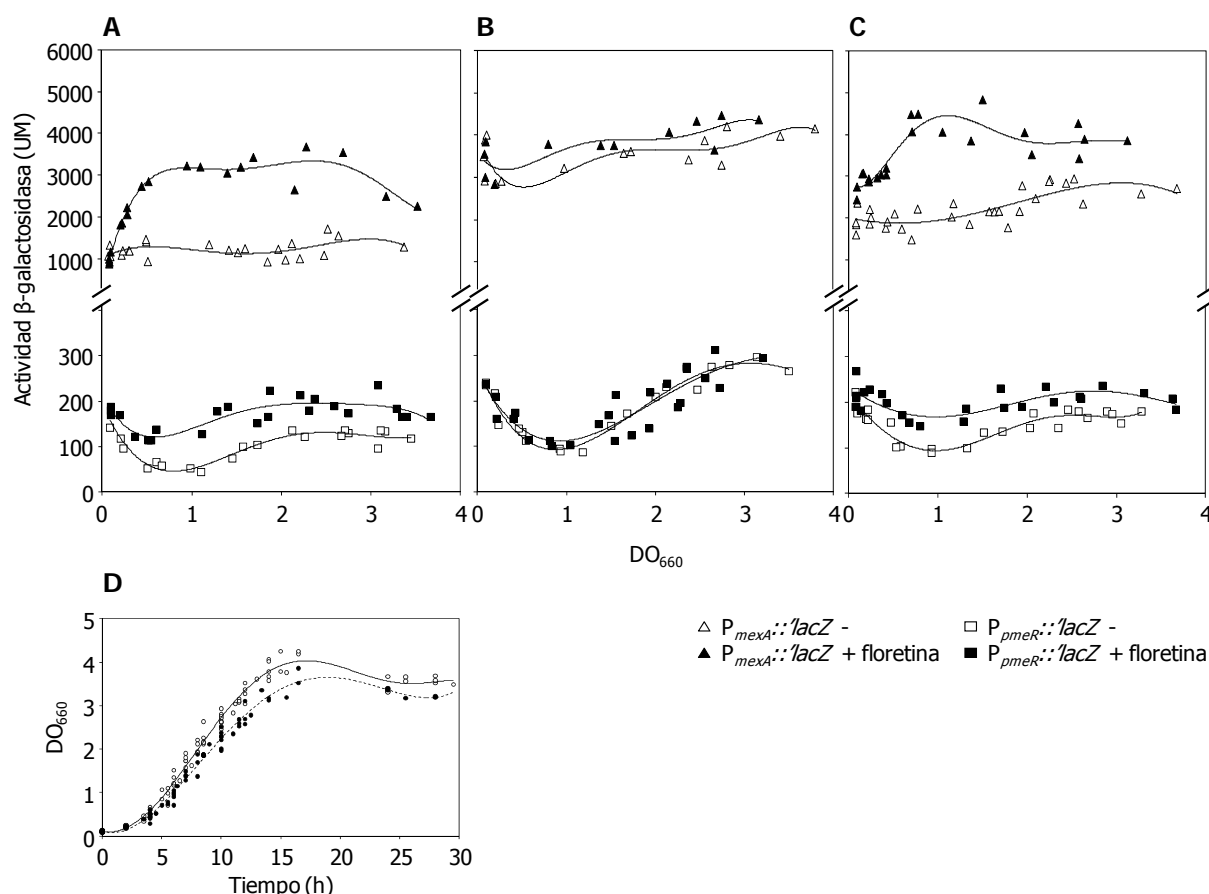 A B C
Actividad β-galactosidasa (UM)
6000
5000
4000
3000
2000
1000
300
200
100
0
0 1 2 3 4 0 1 2 3 4 0 1 2 3 4
DO660
D
DO660
5
4
3
2
1
0
0 5 10 15 20 25 30
Tiempo (h)
PmexA::'lacZ - PpmeR::'lacZ -
PmexA::'lacZ + floretina PpmeR::'lacZ + floretina